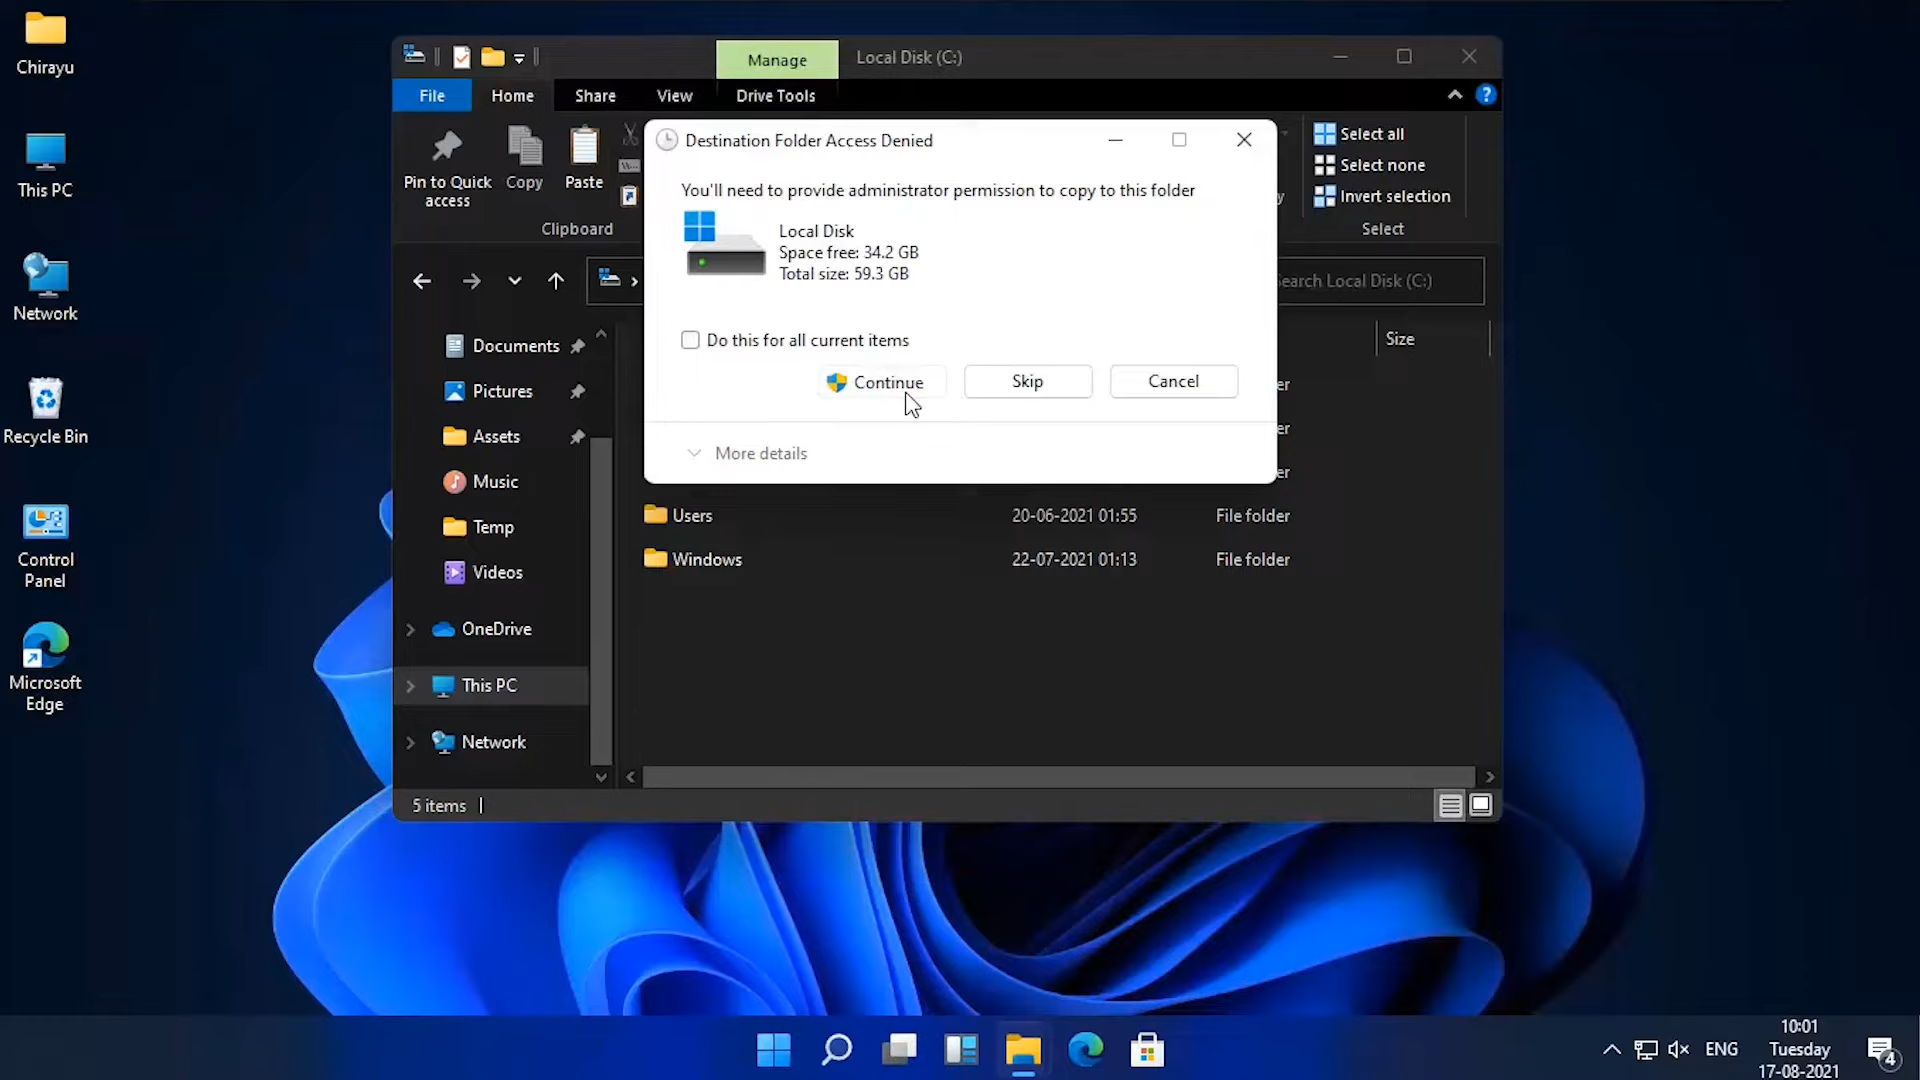 Chirayu
This PC
Network
Recycle Bin
Control
Panel
Microsoft
Edge
Manage
Local Disk (C:)
File
Home
Share
View
Drive Tools
?
Pin to Quick
access
Copy
Paste
Clipboard
Select all
Select none
Invert selection
Select
Destination Folder Access Denied
You'll need to provide administrator permission to copy to this folder
Local Disk
Space free: 34.2 GB
Total size: 59.3 GB
Do this for all current items
Continue
Skip
Cancel
More details
Search Local Disk (C:)
Size
Documents
Pictures
Assets
Music
Temp
Videos
OneDrive
This PC
Network
Users 20-06-2021 01:55 File folder
Windows 22-07-2021 01:13 File folder
5 items
ENG
10:01
Tuesday
17-08-2021
4